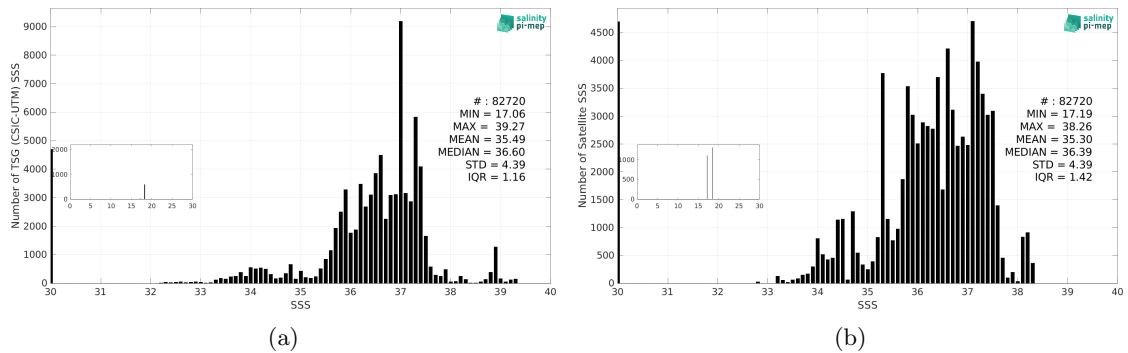 9000
8000
7000
6000
5000
4000
3000
2000
1000
0
Number of TSG (CSIC-UTM) SSS
salinity
pi-mep
# : 82720
MIN = 17.06
MAX = 39.27
MEAN = 35.49
MEDIAN = 36.60
STD = 4.39
IQR = 1.16
2000
1000
0
0 5 10 15 20 25 30
30 31 32 33 34 35 36 37 38 39 40
SSS
(a)
4500
4000
3500
3000
2500
2000
1500
1000
500
0
Number of Satellite SSS
salinity
pi-mep
# : 82720
MIN = 17.19
MAX = 38.26
MEAN = 35.30
MEDIAN = 36.39
STD = 4.39
IQR = 1.42
1000
500
0
0 5 10 15 20 25 30
30 31 32 33 34 35 36 37 38 39 40
SSS
(b)